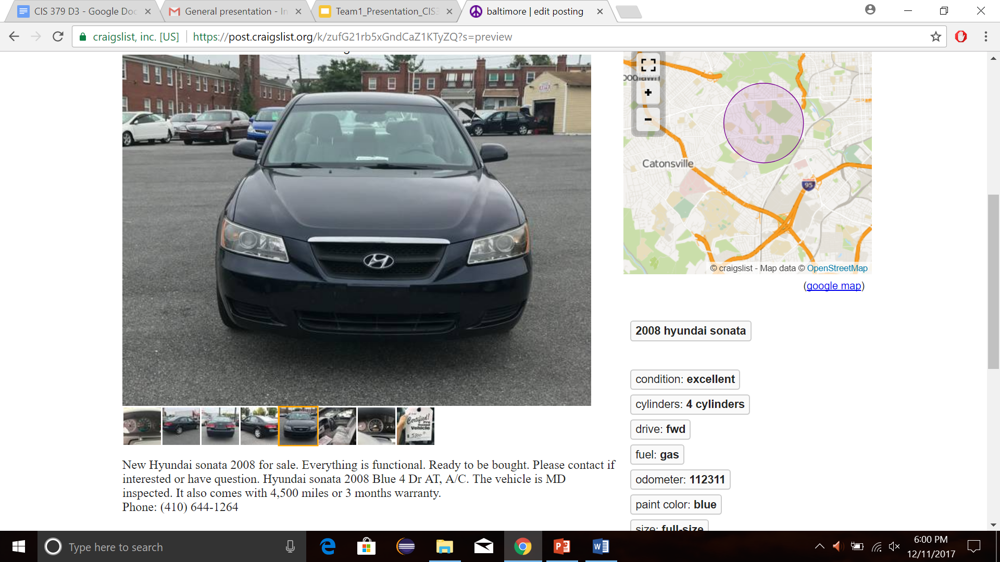 CIS 379 D3 - Google Doc
General presentation - In
Team1_Presentation_CIS3
baltimore | edit posting
craigslist, inc. [US]
https://post.craigslist.org/k/zufG21rb5xGndCaZ1KTyZQ?s=preview
+
-
Catonsville
95
© craigslist - Map data © OpenStreetMap
(google map)
2008 hyundai sonata
condition: excellent
cylinders: 4 cylinders
drive: fwd
fuel: gas
odometer: 112311
paint color: blue
size: full-size
Certified!
Pre
Owned
Vehicle
New Hyundai sonata 2008 for sale. Everything is functional. Ready to be bought. Please contact if
interested or have question. Hyundai sonata 2008 Blue 4 Dr AT, A/C. The vehicle is MD
inspected. It also comes with 4,500 miles or 3 months warranty.
Phone: (410) 644-1264
Type here to search
6:00 PM
12/11/2017